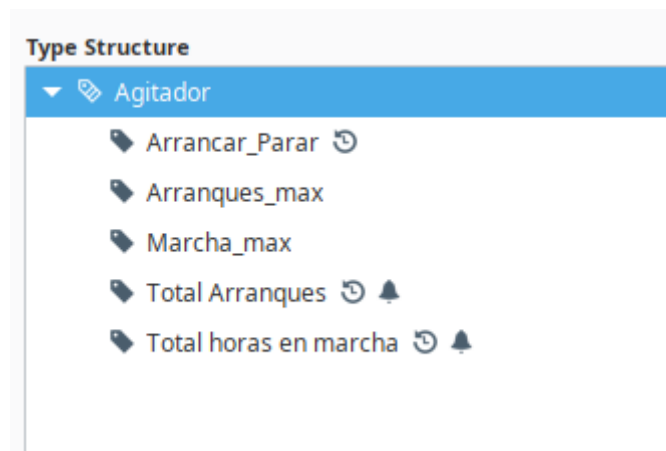 Type Structure
Agitador
Arrancar_Parar
Arranques_max
Marcha_max
Total Arranques
Total horas en marcha